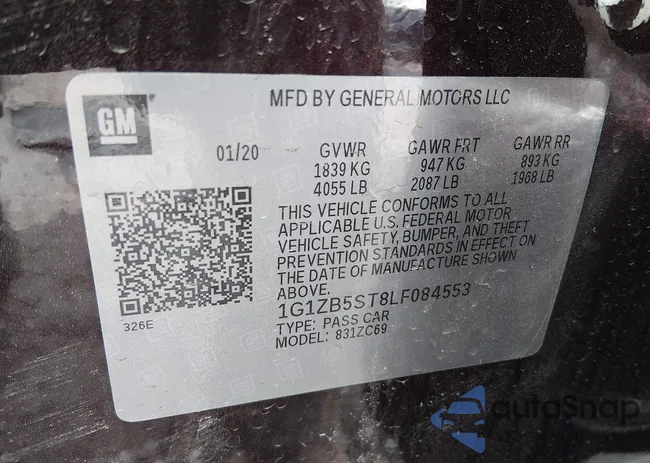 GM
MFD BY GENERAL MOTORS LLC
01/20
GVWR GAWR FRT GAWR RR
1839 KG 947 KG 893 KG
4055 LB 2087 LB 1968 LB
THIS VEHICLE CONFORMS TO ALL
APPLICABLE U.S. FEDERAL MOTOR
VEHICLE SAFETY, BUMPER, AND THEFT
PREVENTION STANDARDS IN EFFECT ON
THE DATE OF MANUFACTURE SHOWN
ABOVE.
1G1ZB5ST8LF084553
TYPE: PASS CAR
MODEL: 831ZC69
326E
autoSnap